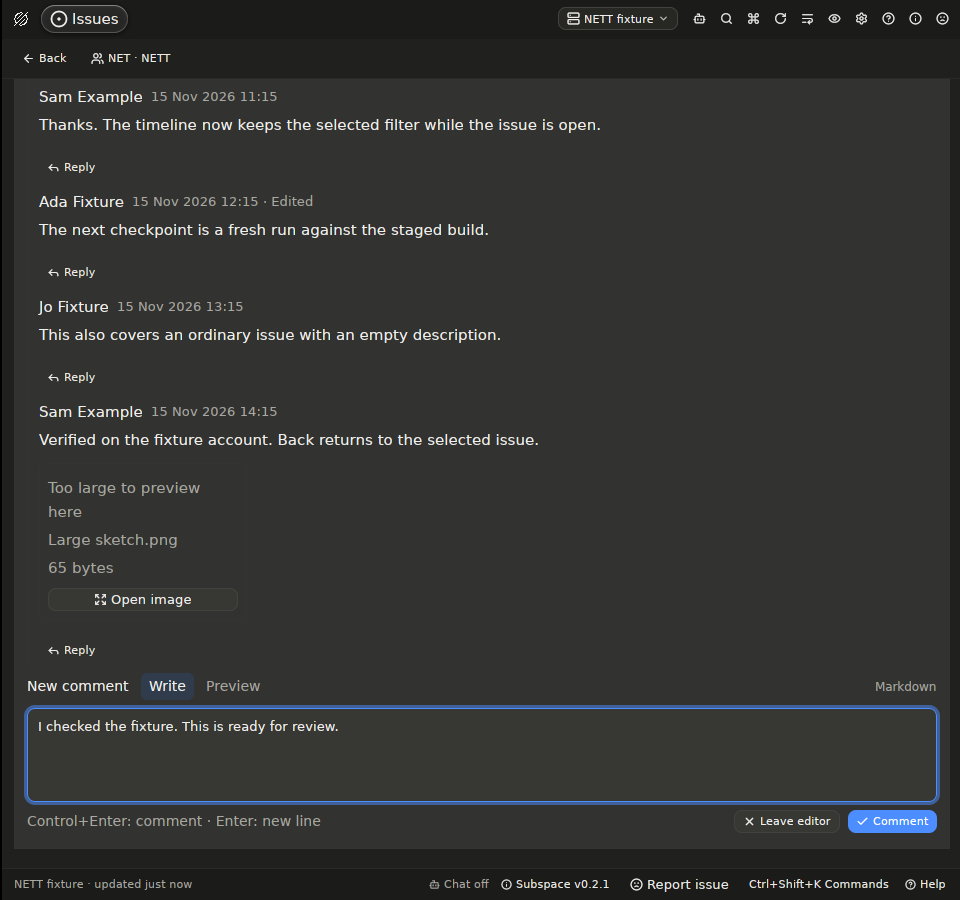 Issues
NETT fixture
Back
NET · NETT
Sam Example 15 Nov 2026 11:15
Thanks. The timeline now keeps the selected filter while the issue is open.
Reply
Ada Fixture 15 Nov 2026 12:15 · Edited
The next checkpoint is a fresh run against the staged build.
Reply
Jo Fixture 15 Nov 2026 13:15
This also covers an ordinary issue with an empty description.
Reply
Sam Example 15 Nov 2026 14:15
Verified on the fixture account. Back returns to the selected issue.
Too large to preview
here
Large sketch.png
65 bytes
Open image
Reply
New comment Write Preview Markdown
I checked the fixture. This is ready for review.
Control+Enter: comment · Enter: new line
Leave editor
Comment
NETT fixture · updated just now
Chat off
Subspace v0.2.1
Report issue
Ctrl+Shift+K Commands
Help